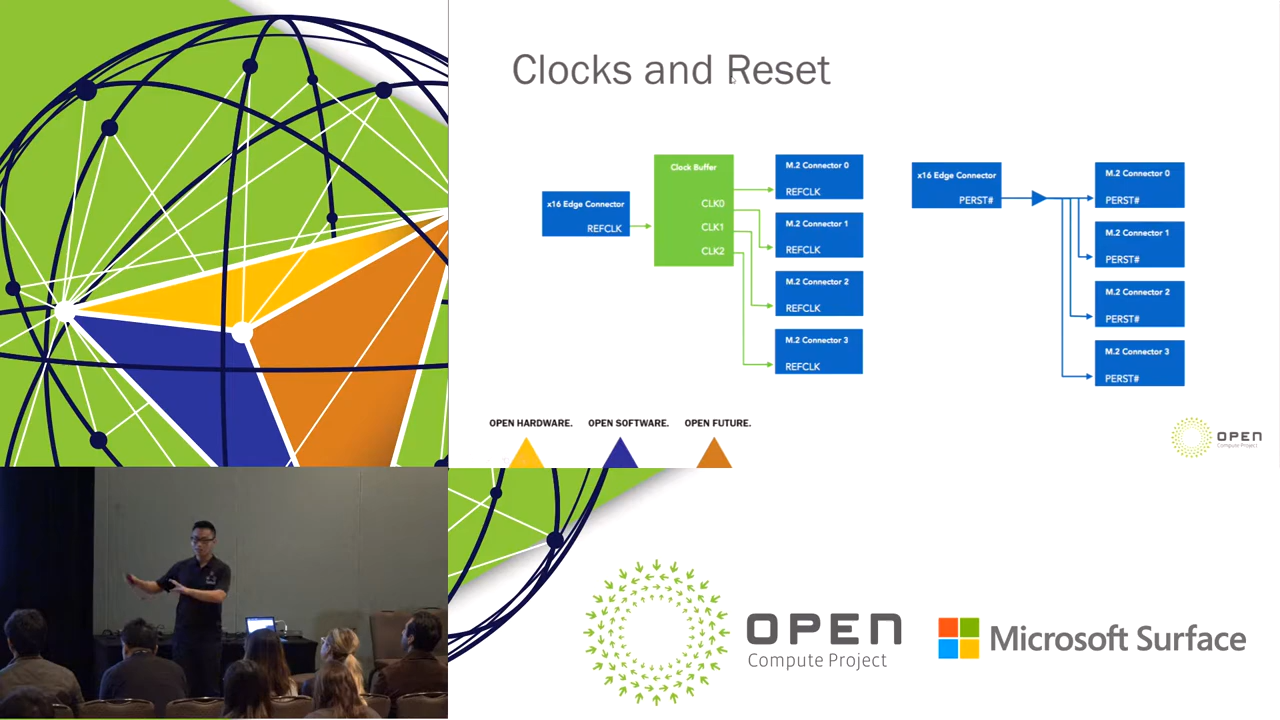 Clocks and Reset
x16 Edge Connector
REFCLK
Clock Buffer
CLK0
CLK1
CLK2
M.2 Connector 0
REFCLK
M.2 Connector 1
REFCLK
M.2 Connector 2
REFCLK
M.2 Connector 3
REFCLK
x16 Edge Connector
PERST#
M.2 Connector 0
PERST#
M.2 Connector 1
PERST#
M.2 Connector 2
PERST#
M.2 Connector 3
PERST#
OPEN HARDWARE. OPEN SOFTWARE. OPEN FUTURE.
OPEN
Compute Project
OPEN
Compute Project
Microsoft Surface